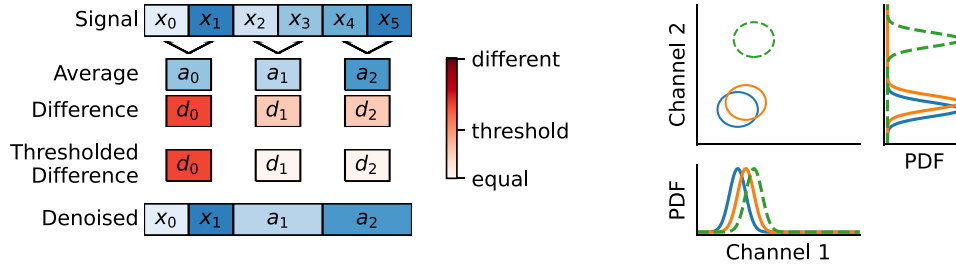 Signal x0 x1 x2 x3 x4 x5
Average a0 a1 a2
Difference d0 d1 d2
Thresholded
Difference d0 d1 d2
Denoised x0 x1 a1 a2
different
threshold
equal
Channel 2
PDF
PDF
Channel 1